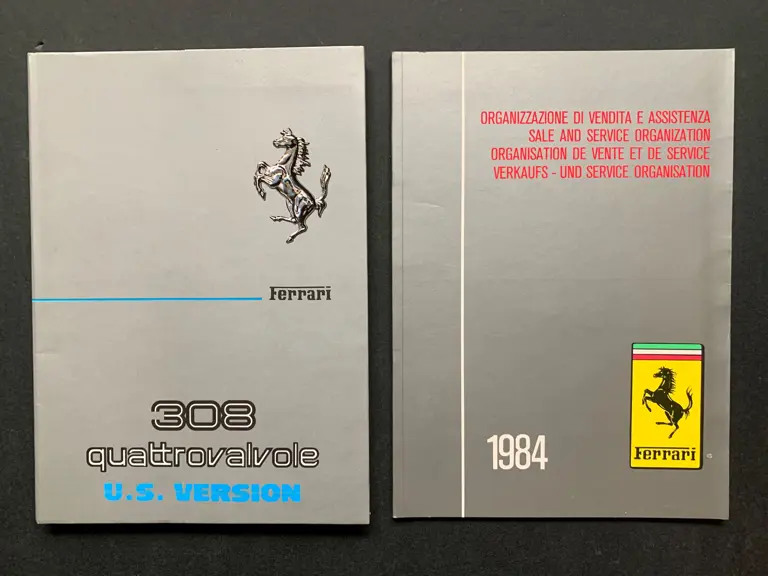 Ferrari
308
quattrovalvole
U.S. VERSION
ORGANIZZAZIONE DI VENDITA E ASSISTENZA
SALE AND SERVICE ORGANIZATION
ORGANISATION DE VENTE ET DE SERVICE
VERKAUFS - UND SERVICE ORGANISATION
1984
Ferrari